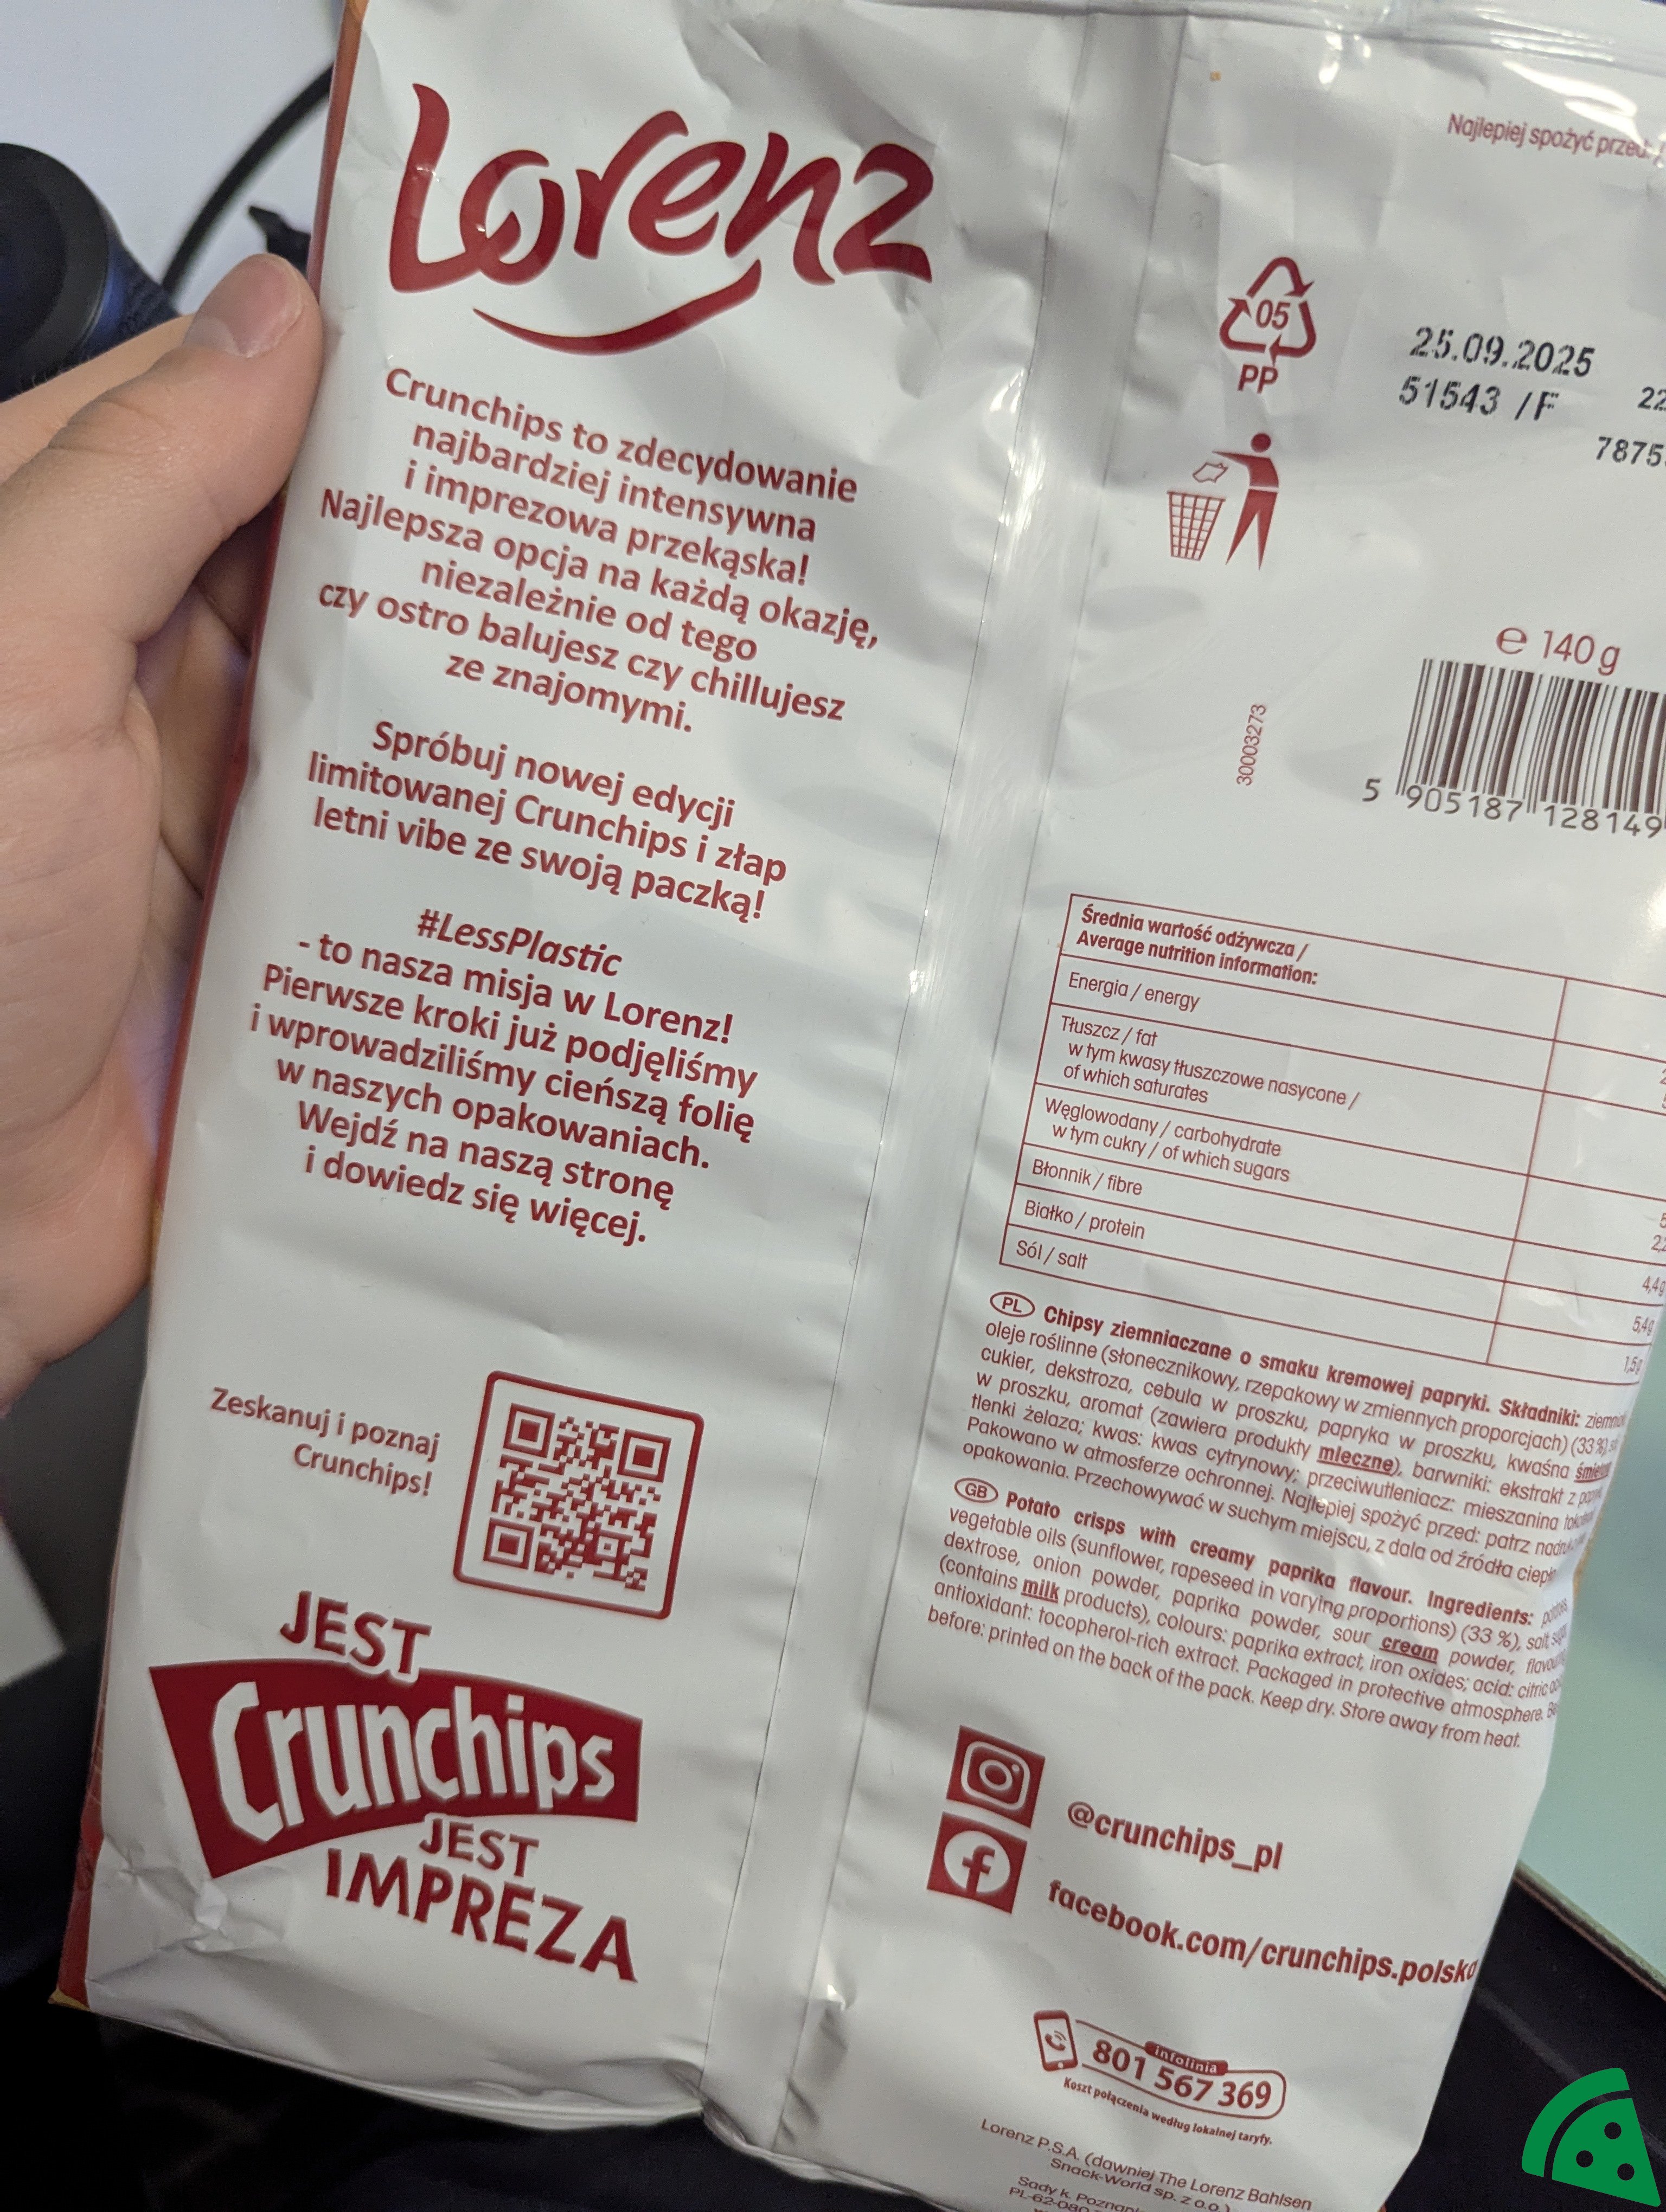 Lorenz
Crunchips to zdecydowanie
najbardziej intensywna
i imprezowa przekąska!
Najlepsza opcja na każdą okazję,
niezależnie od tego
czy ostro balujesz czy chillujesz
ze znajomymi.
Spróbuj nowej edycji
limitowanej Crunchips i złap
letni vibe ze swoją paczką!
#LessPlastic
- to nasza misja w Lorenz!
Pierwsze kroki już podjęliśmy
i wprowadziliśmy cieńszą folię
w naszych opakowaniach.
Wejdź na naszą stronę
i dowiedz się więcej.
Zeskanuj i poznaj
Crunchips!
JEST
Crunchips
JEST
IMPREZA
Najlepiej spożyć przed:
05
PP
25.09.2025
51543 /F
22
7875
e 140 g
30003273
5 905187 128149
Średnia wartość odżywcza /
Average nutrition information:
Energia / energy
Tłuszcz / fat
w tym kwasy tłuszczowe nasycone /
of which saturates
Węglowodany / carbohydrate
w tym cukry / of which sugars
Błonnik / fibre 4,4g
Białko / protein 5,4g
Sól / salt 1,5g
PL Chipsy ziemniaczane o smaku kremowej papryki. Składniki:
oleje roślinne (słonecznikowy, rzepakowy w zmiennych proporcjach) (33 %),
cukier, dekstroza, cebula w proszku, papryka w proszku, kwaśna
w proszku, aromat (zawiera produkty mleczne), barwniki: ekstrakt z
tlenki żelaza; kwas: kwas cytrynowy; przeciwutleniacz: mieszanina
Pakowano w atmosferze ochronnej. Najlepiej spożyć przed: patrz
opakowania. Przechowywać w suchym miejscu, z dala od źródła
GB Potato crisps with creamy paprika flavour. Ingredients:
vegetable oils (sunflower, rapeseed in varying proportions) (33 %), salt,
dextrose, onion powder, paprika powder, sour cream powder,
(contains milk products), colours: paprika extract, iron oxides; acid: citric
antioxidant: tocopherol-rich extract. Packaged in protective atmosphere.
before: printed on the back of the pack. Keep dry. Store away from heat.
@crunchips_pl
facebook.com/crunchips.polska
infolinia
801 567 369
Koszt połączenia według lokalnej taryfy.
Lorenz P.S.A. (dawniej The Lorenz Bahlsen
Snack-World sp. z o.o.)
Sady k.
PL-62-080